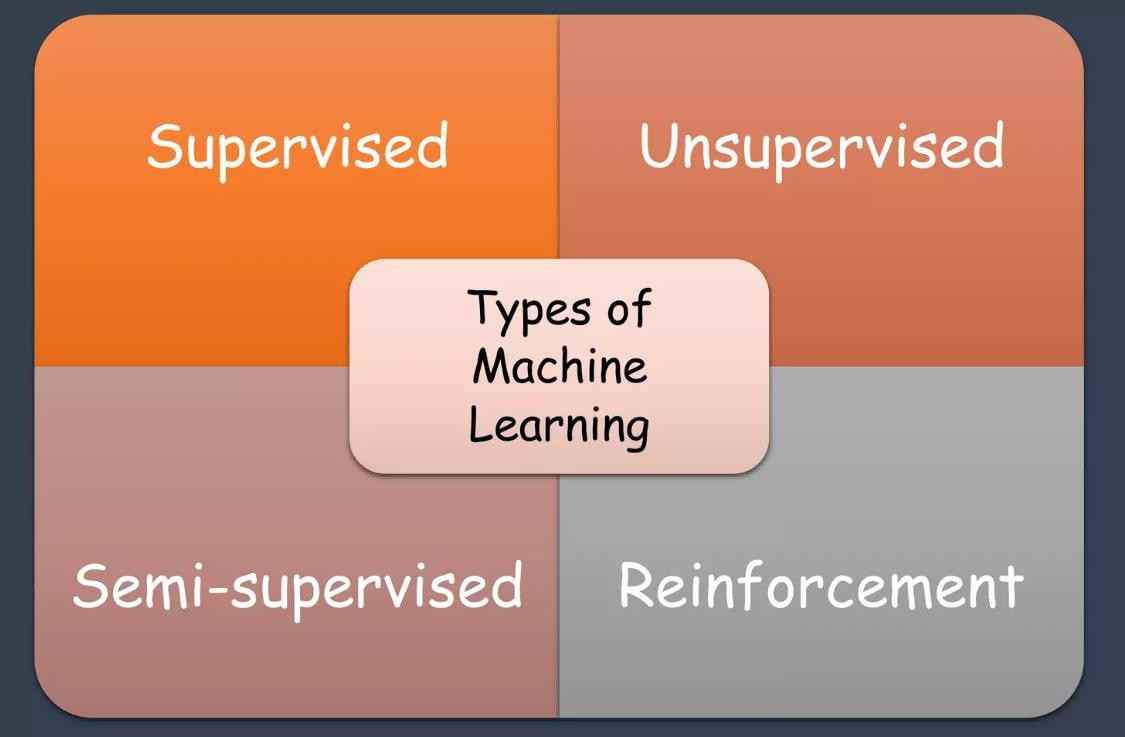 Supervised
Unsupervised
Types of
Machine
Learning
Semi-supervised
Reinforcement